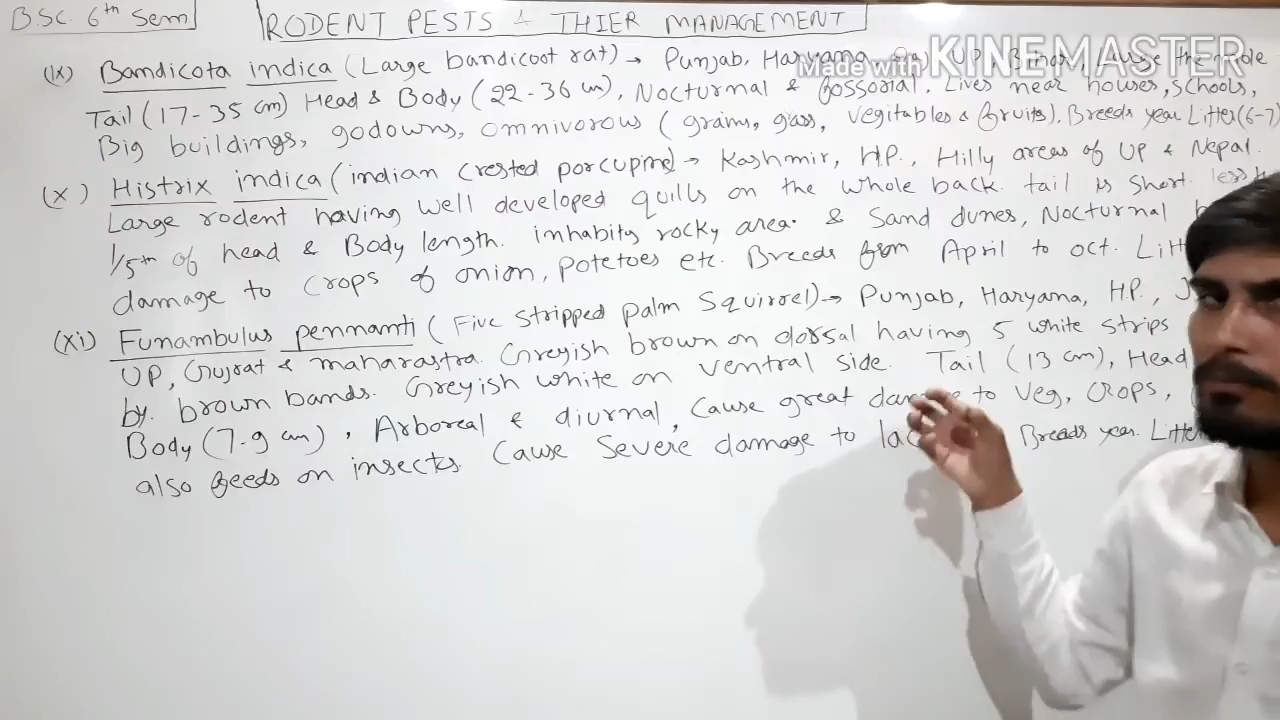 B.SC. 6th Sem
RODENT PESTS & THIER MANAGEMENT
Made with KINEMASTER
(ix) Bandicota indica (Large bandicoot rat) → Punjab, Haryana, UP, Bihar,
Tail (17-35 cm) Head & Body (22-36 cm), Nocturnal & fossorial, Lives near houses, schools,
Big buildings, godowns, omnivorous (grains, grass, vegitables & fruits). Breeds year Litter (6-7)
(x) Histrix indica (indian crested porcupine) → Kashmir, H.P., Hilly areas of UP & Nepal.
Large rodent having well developed quills on the whole back. tail is short. less
1/5th of head & Body length. inhabits rocky area. & Sand dunes, Nocturnal
damage to crops of onion, potetoes etc. Breeds from April to Oct.
(xi) Funambulus pennanti (Five stripped palm squirrel) → Punjab, Haryana, H.P.,
UP, Gujrat & maharastra. Greyish brown on dorsal having 5 white strips
by. brown bands. Greyish white on ventral side. Tail (13 cm), Head
Body (7-9 cm), Arboreal & diurnal, Cause great damage to Veg, crops,
also feeds on insects. Cause Severe damage to Breeds year.